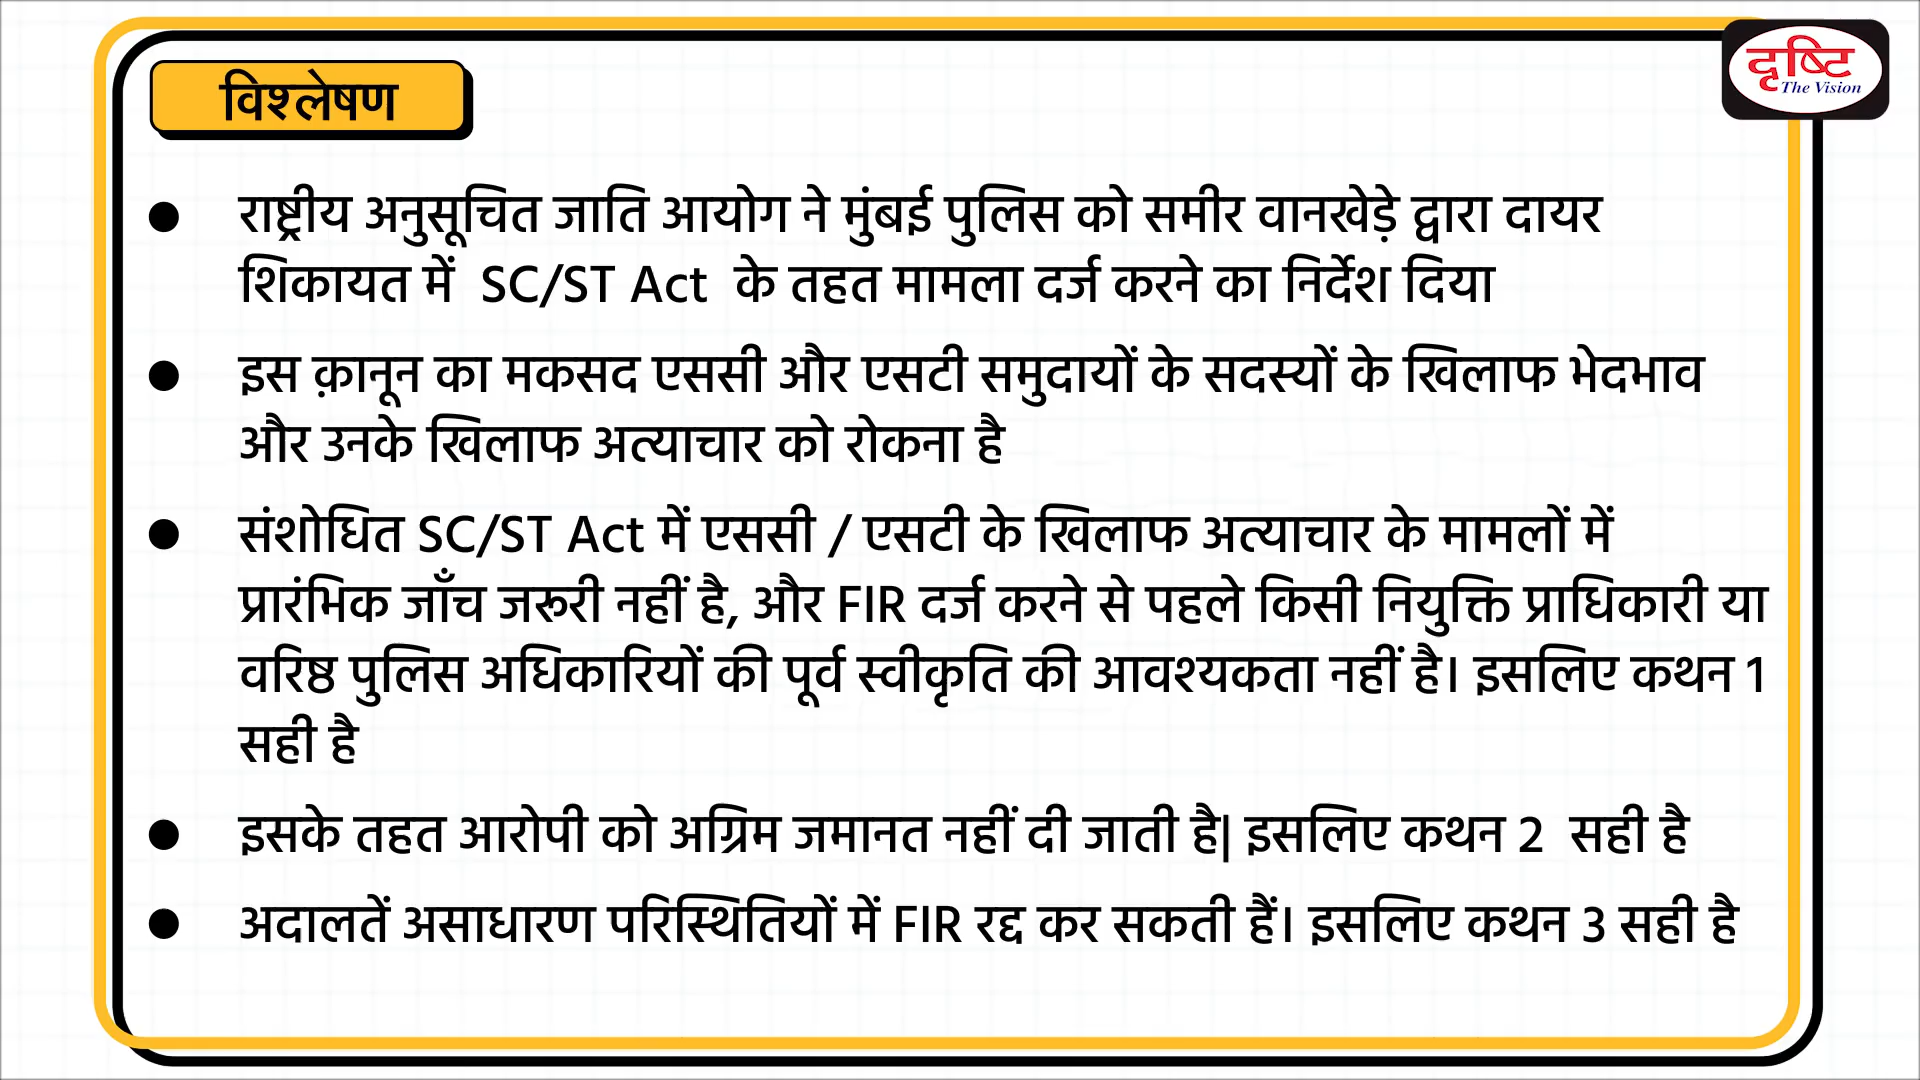 दृष्टि
The Vision
विश्लेषण
● राष्ट्रीय अनुसूचित जाति आयोग ने मुंबई पुलिस को समीर वानखेड़े द्वारा दायर
शिकायत में SC/ST Act के तहत मामला दर्ज करने का निर्देश दिया
● इस क़ानून का मकसद एससी और एसटी समुदायों के सदस्यों के खिलाफ भेदभाव
और उनके खिलाफ अत्याचार को रोकना है
● संशोधित SC/ST Act में एससी / एसटी के खिलाफ अत्याचार के मामलों में
प्रारंभिक जाँच जरूरी नहीं है, और FIR दर्ज करने से पहले किसी नियुक्ति प्राधिकारी या
वरिष्ठ पुलिस अधिकारियों की पूर्व स्वीकृति की आवश्यकता नहीं है। इसलिए कथन 1
सही है
● इसके तहत आरोपी को अग्रिम जमानत नहीं दी जाती है| इसलिए कथन 2 सही है
● अदालतें असाधारण परिस्थितियों में FIR रद्द कर सकती हैं। इसलिए कथन 3 सही है